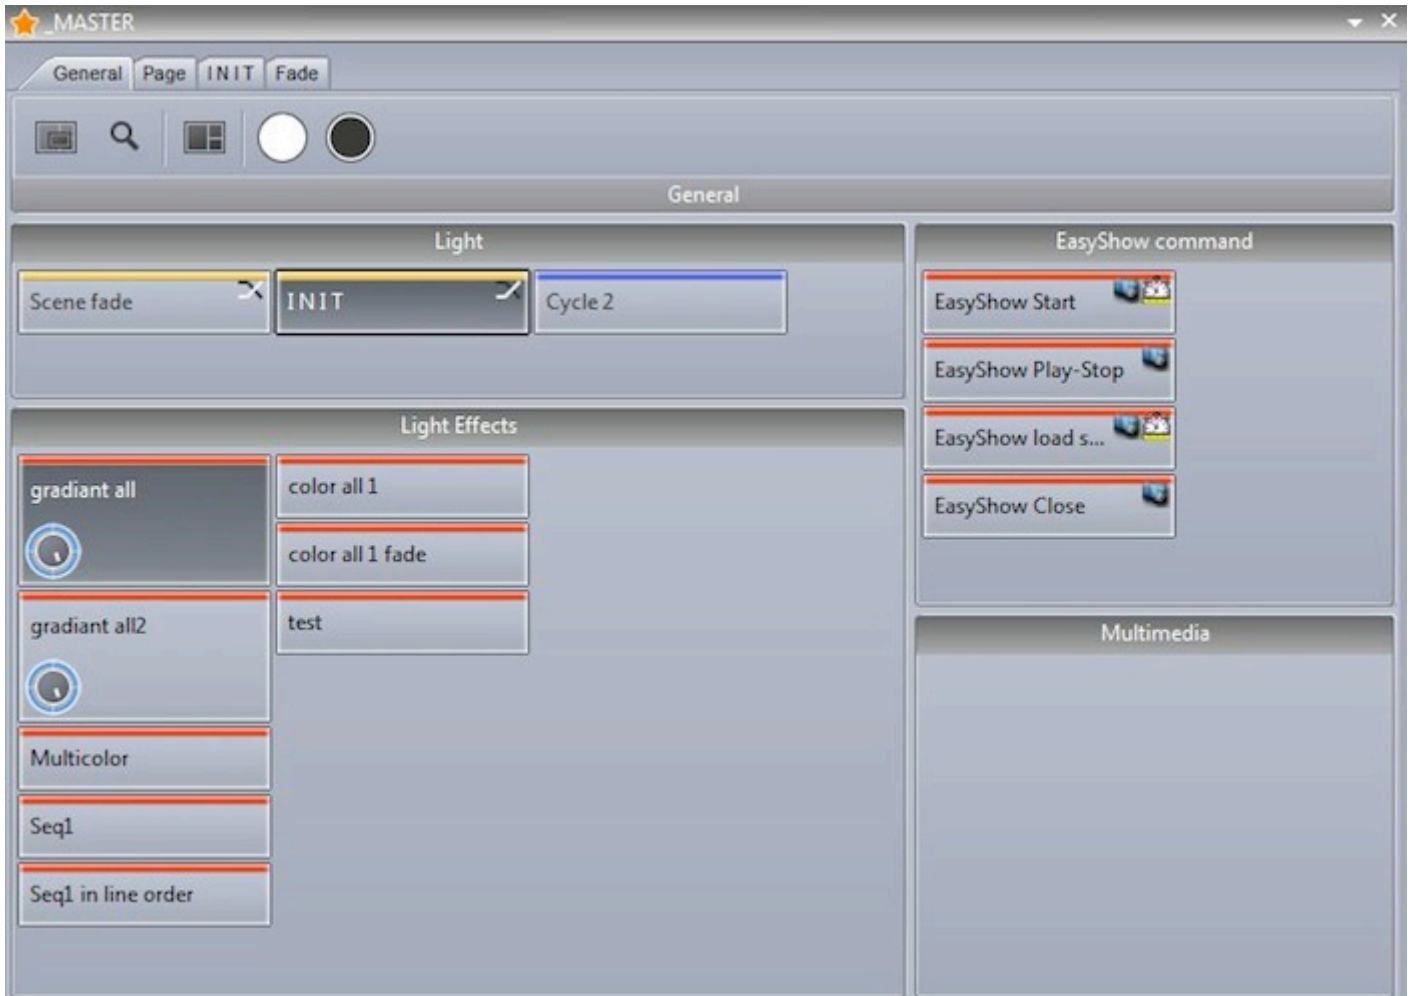 _MASTER
General Page INIT Fade
General
Light
Scene fade INIT Cycle 2
EasyShow command
EasyShow Start
EasyShow Play-Stop
EasyShow load s...
EasyShow Close
Light Effects
gradiant all
gradiant all2
Multicolor
Seq1
Seq1 in line order
color all 1
color all 1 fade
test
Multimedia